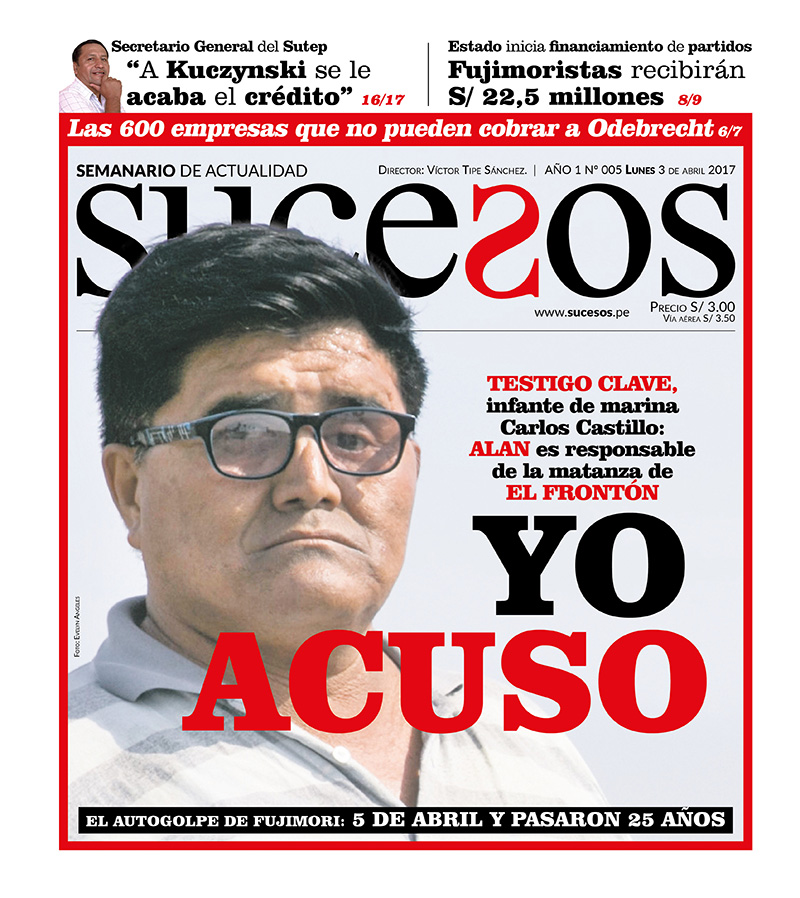 Secretario General del Sutep
“A Kuczynski se le
acaba el crédito” 16/17
Estado inicia financiamiento de partidos
Fujimoristas recibirán
S/ 22,5 millones 8/9
Las 600 empresas que no pueden cobrar a Odebrecht 6/7
SEMANARIO DE ACTUALIDAD
DIRECTOR: VÍCTOR TIPE SÁNCHEZ. | AÑO 1 Nº 005 LUNES 3 DE ABRIL 2017
sucesos
www.sucesos.pe
PRECIO S/ 3.00
VÍA AÉREA S/ 3.50
TESTIGO CLAVE,
infante de marina
Carlos Castillo:
ALAN es responsable
de la matanza de
EL FRONTÓN
YO
ACUSO
FOTO: EVELYN ANGELES
EL AUTOGOLPE DE FUJIMORI: 5 DE ABRIL Y PASARON 25 AÑOS